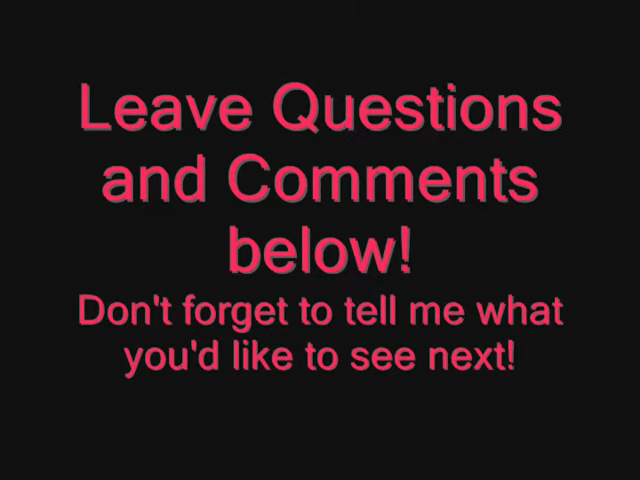 Leave Questions
and Comments
below!
Don't forget to tell me what
you'd like to see next!